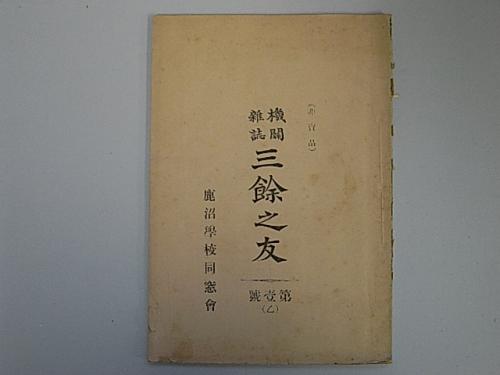 (非賣品)
機關雜誌
三餘之友
第壹號
(乙)
鹿沼學校同窓會